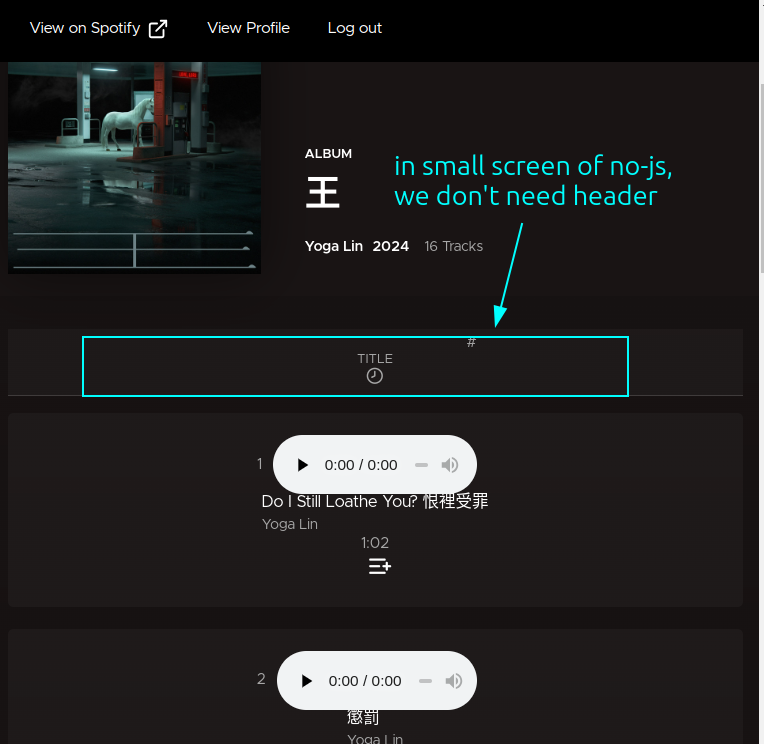 View on Spotify View Profile Log out
ALBUM
王
Yoga Lin 2024 16 Tracks
in small screen of no-js,
we don't need header
#
TITLE
1 0:00 / 0:00
Do I Still Loathe You? 恨裡受罪
Yoga Lin
1:02
2 0:00 / 0:00
懲罰
Yoga Lin